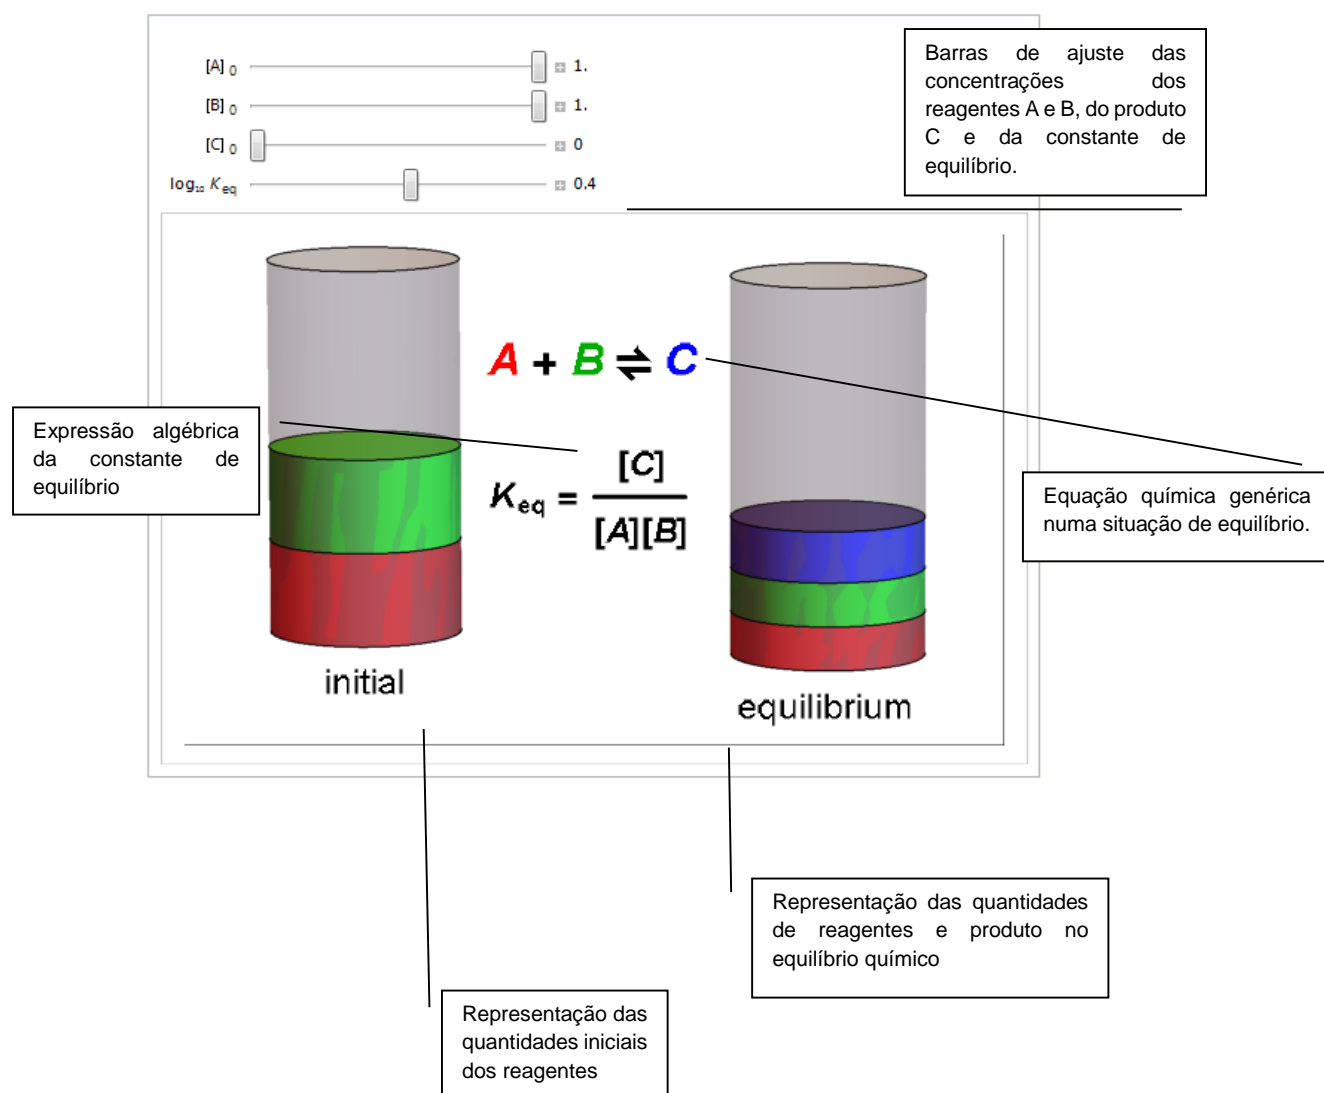 [A] 0 1.
[B] 0 1.
[C] 0 0
log₁₀ Keq 0.4
Barras de ajuste das
concentrações dos
reagentes A e B, do produto
C e da constante de
equilíbrio.
A + B ⇌ C
Expressão algébrica
da constante de
equilíbrio
Keq = [C]
[A][B]
Equação química genérica
numa situação de equilíbrio.
initial
equilibrium
Representação das quantidades
de reagentes e produto no
equilíbrio químico
Representação das
quantidades iniciais
dos reagentes